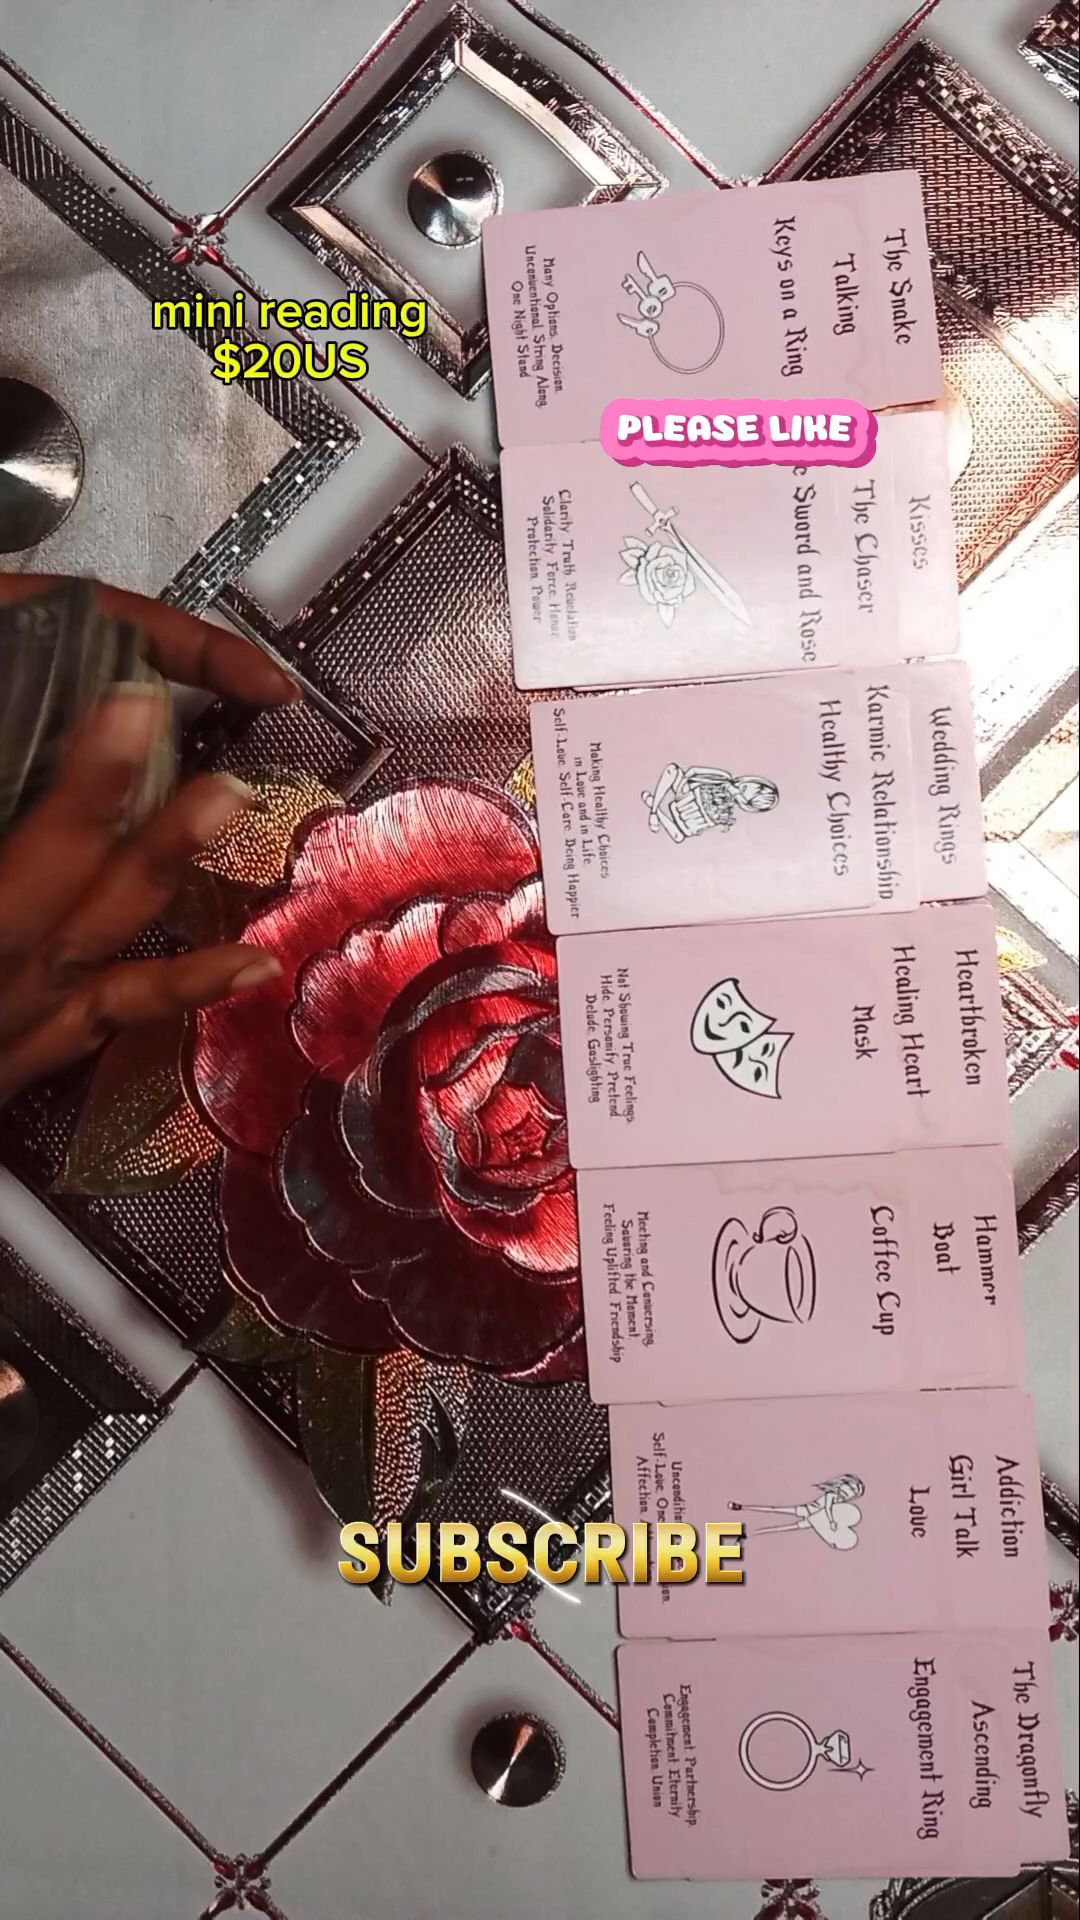 mini reading
$20US
The Snake
Talking
Keys on a Ring
Many Options. Decision.
Unconventional. String Along.
One Night Stand
PLEASE LIKE
Kisses
The Chaser
e Sword and Rose
Clarity. Truth. Revelation
Solidarity. Force. Honor.
Protection. Power
Wedding Rings
Karmic Relationship
Healthy Choices
Making Healthy Choices
in Love and in Life.
Self-Love. Self-Care. Being Happier
Heartbroken
Healing Heart
Mask
Not Showing True Feelings.
Hide. Personify. Pretend.
Delude. Gaslighting
Hammer
Boat
Coffee Cup
Meeting and Conversing.
Savoring the Moment.
Feeling Uplifted. Friendship
Addiction
Girl Talk
Love
Self-Love. One
Affection.
SUBSCRIBE
The Dragonfly
Ascending
Engagement Ring
Engagement. Partnership.
Commitment. Eternity
Completion. Union